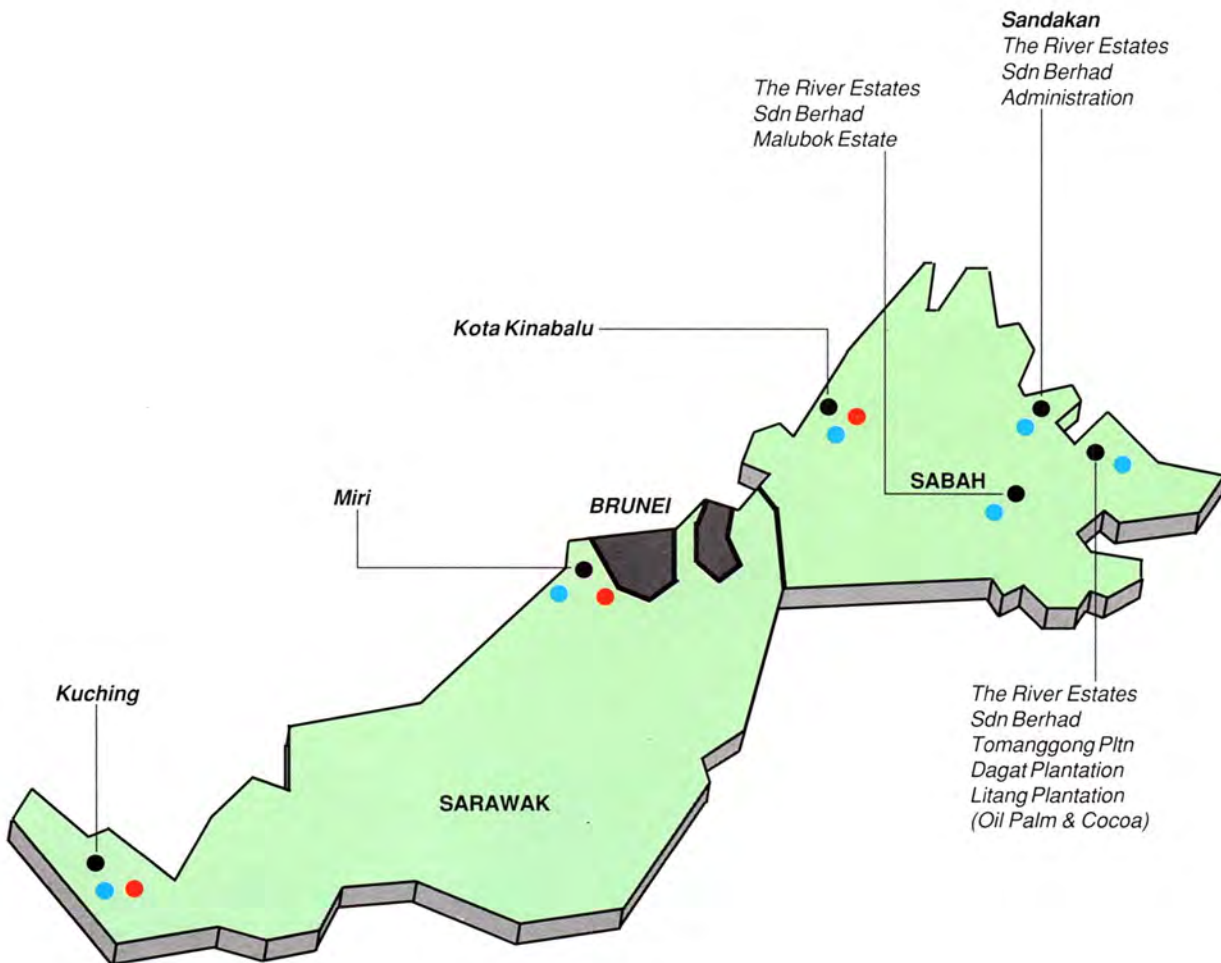 Sandakan
The River Estates
Sdn Berhad
Administration
The River Estates
Sdn Berhad
Malubok Estate
Kota Kinabalu
SABAH
Miri
BRUNEI
The River Estates
Sdn Berhad
Tomanggong Pltn
Dagat Plantation
Litang Plantation
(Oil Palm & Cocoa)
Kuching
SARAWAK